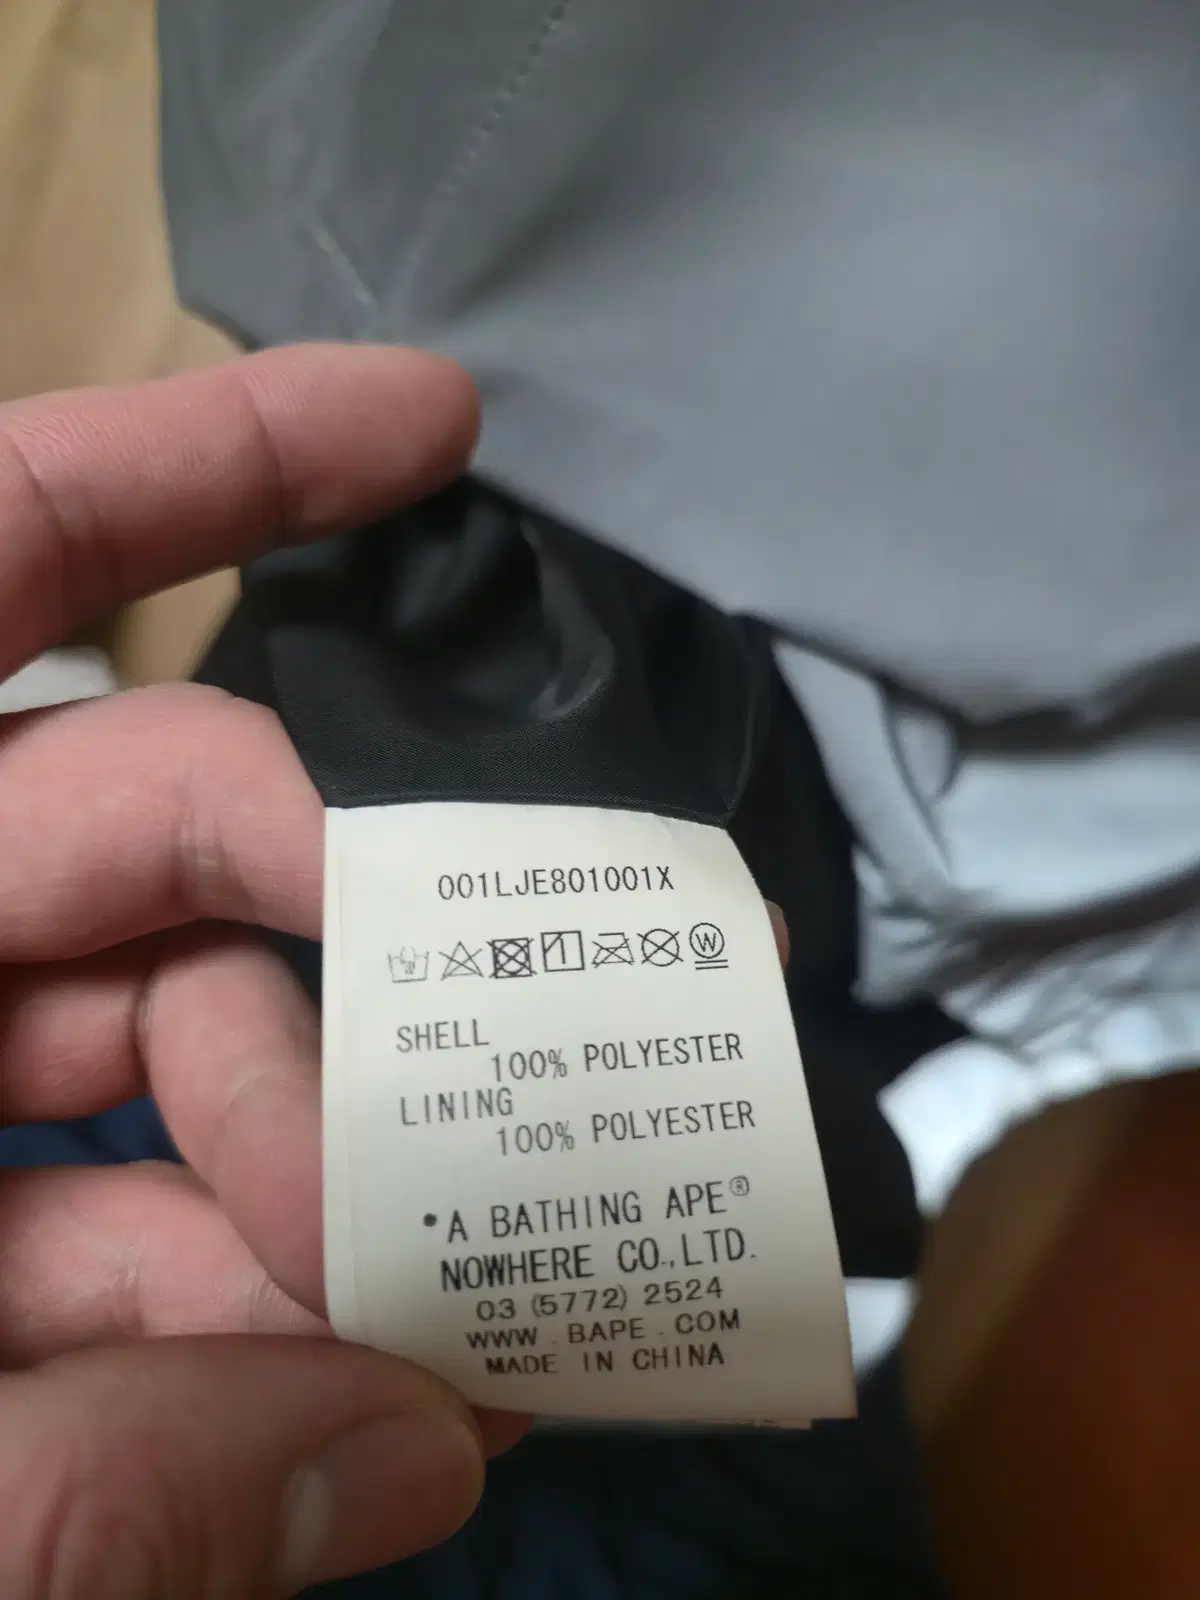 001LJE801001X
W
SHELL
100% POLYESTER
LINING
100% POLYESTER
•A BATHING APE®
NOWHERE CO.,LTD.
03 (5772) 2524
WWW . BAPE . COM
MADE IN CHINA